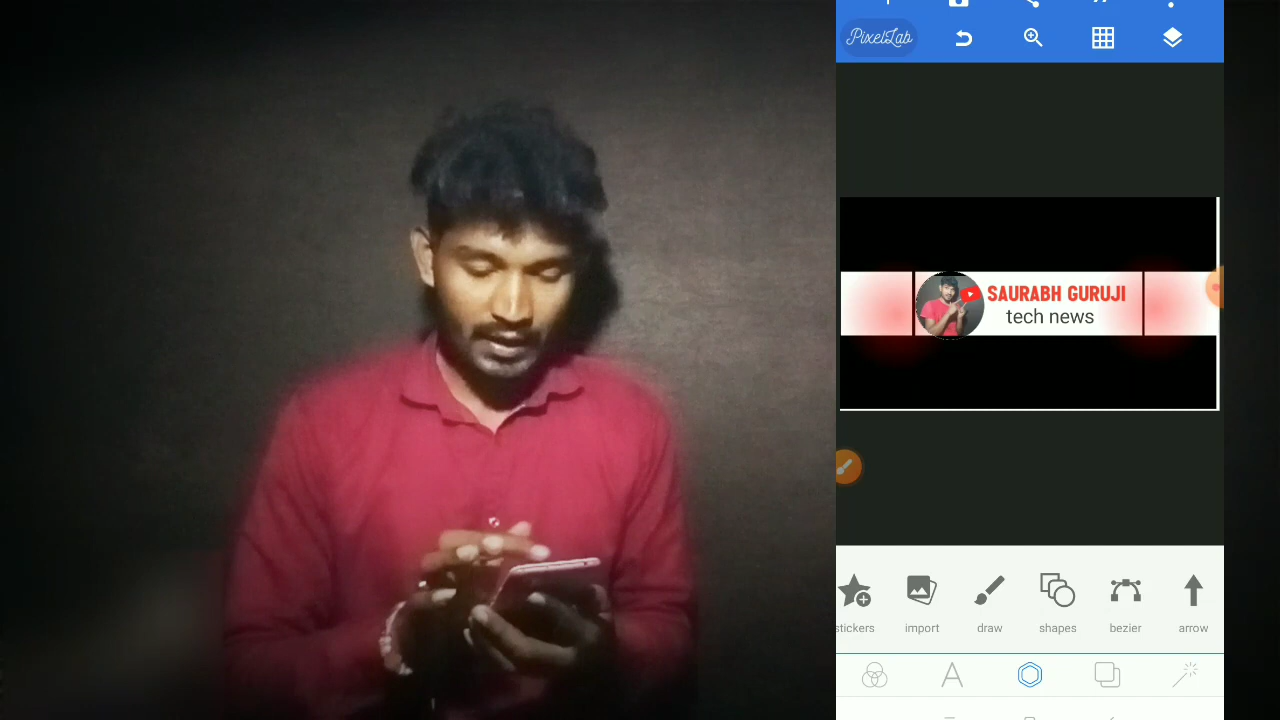 PixelLab
SAURABH GURUJI
tech news
stickers
import
draw
shapes
bezier
arrow